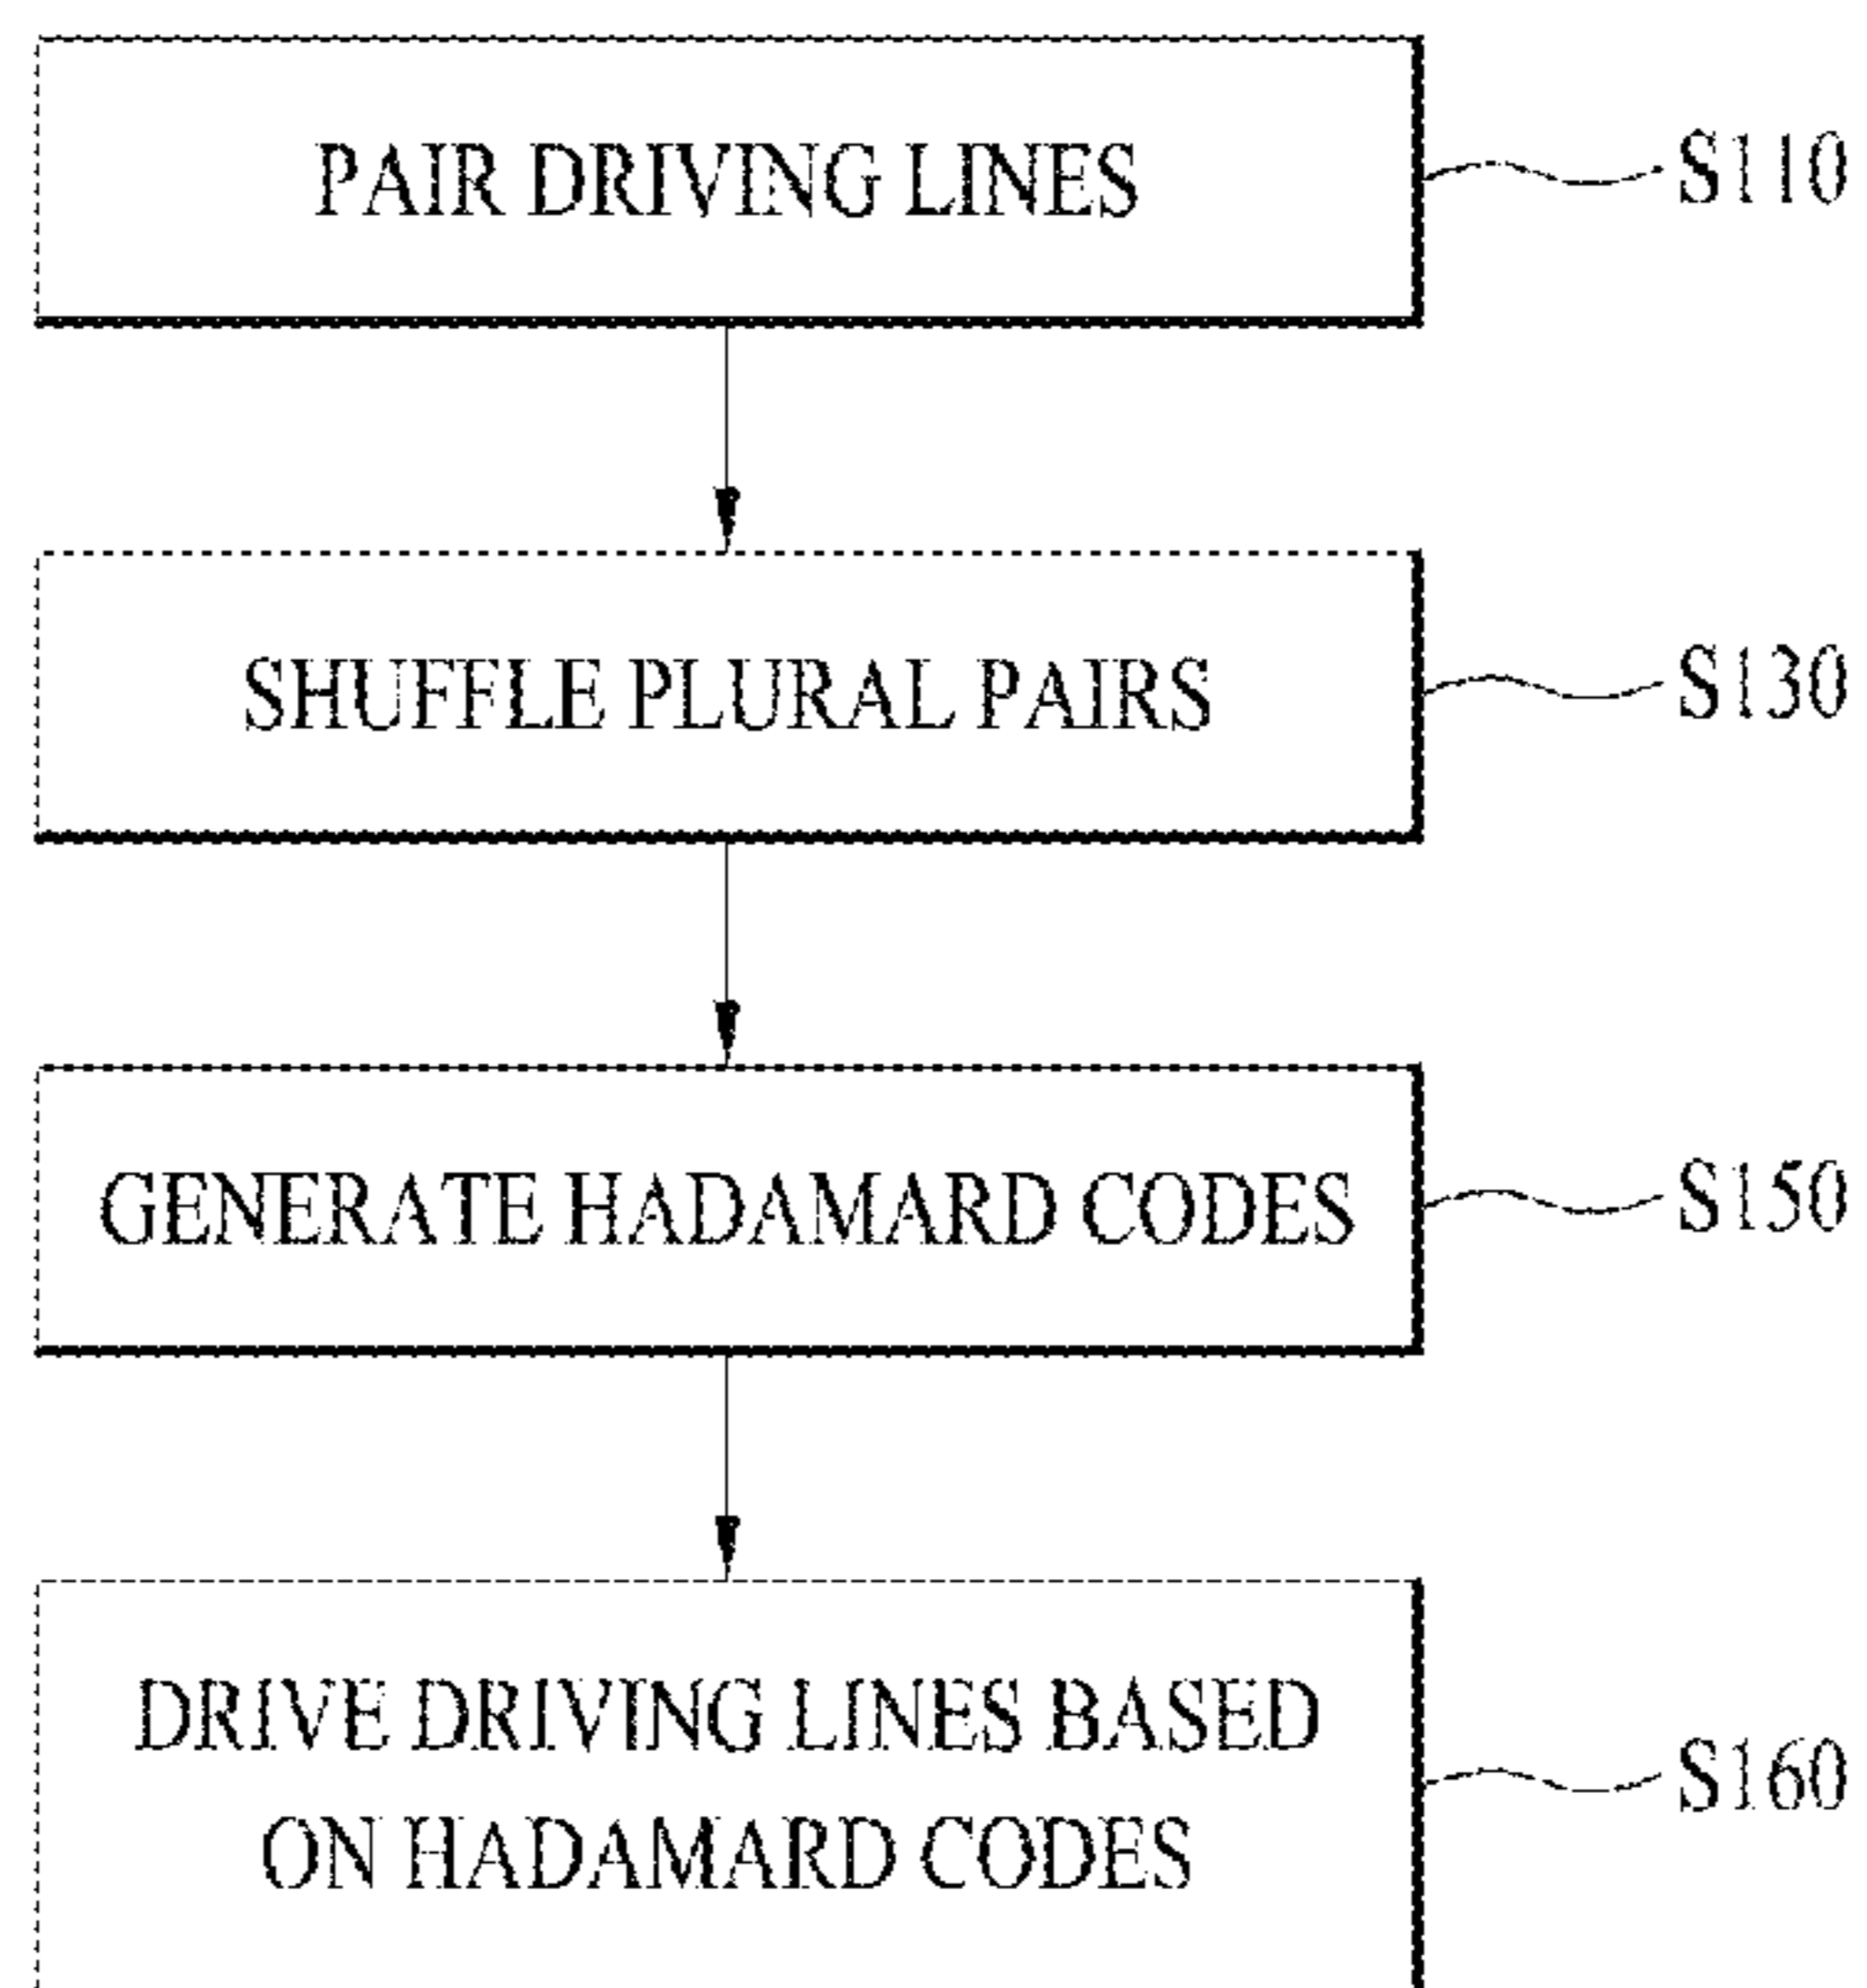 PAIR DRIVING LINES
S110
SHUFFLE PLURAL PAIRS
S130
GENERATE HADAMARD CODES
S150
DRIVE DRIVING LINES BASED
ON HADAMARD CODES
S160